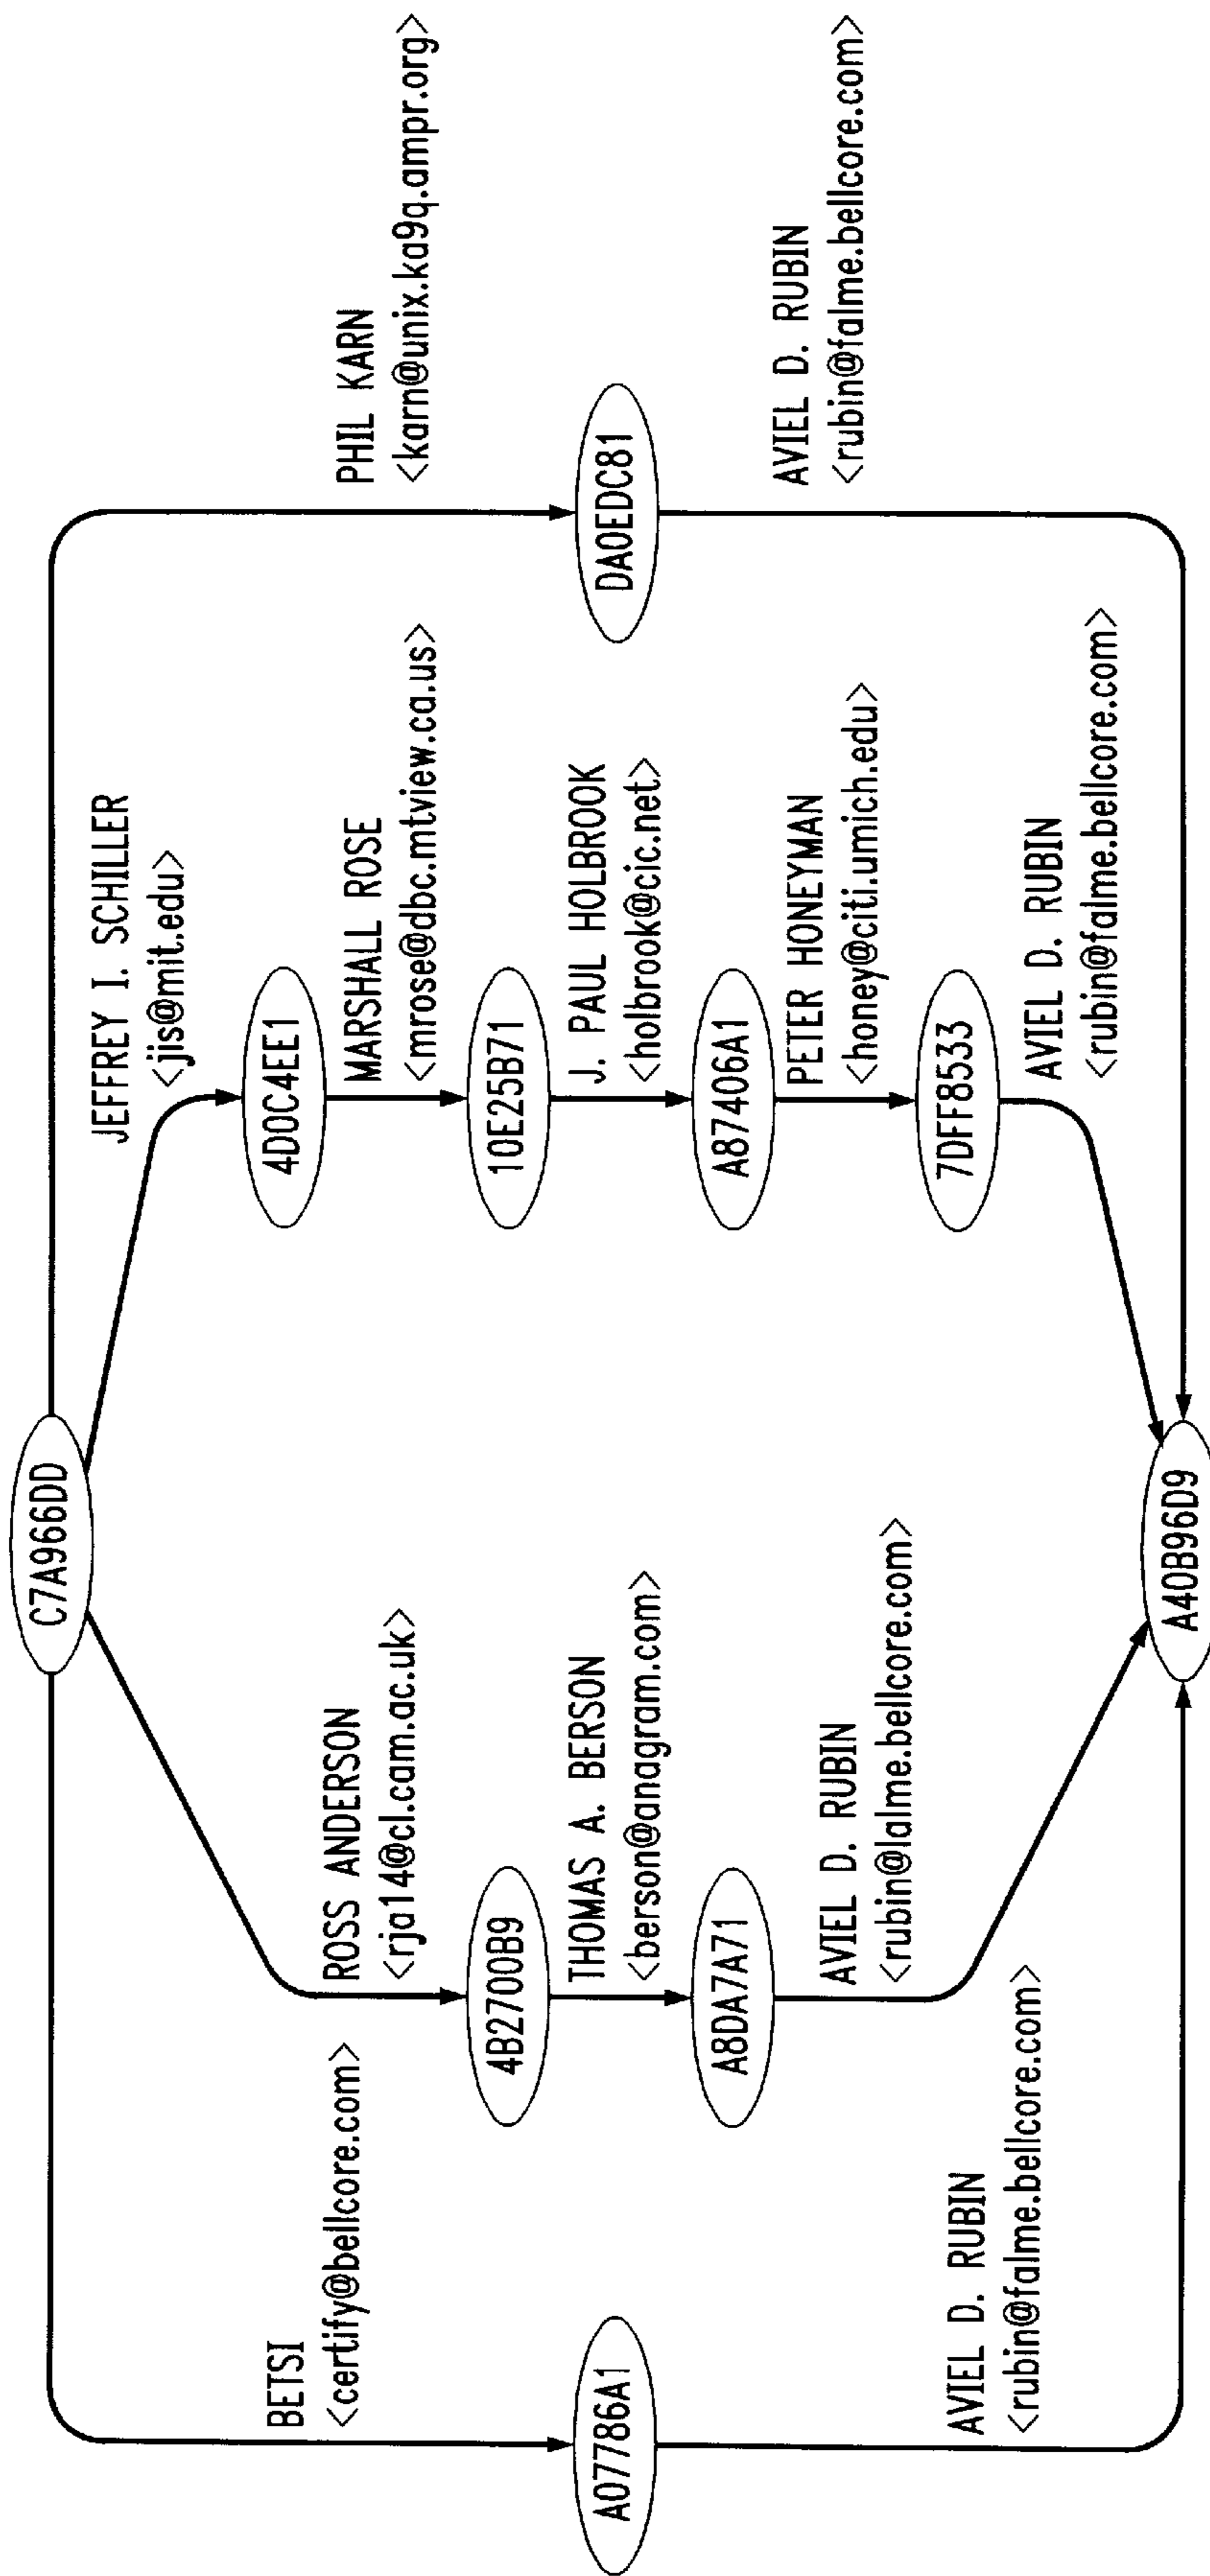 C7A966DD
BETSI
<certify@bellcore.com>
A07786A1
AVIEL D. RUBIN
<rubin@falme.bellcore.com>
ROSS ANDERSON
<rja14@cl.cam.ac.uk>
4B2700B9
THOMAS A. BERSON
<berson@anagram.com>
A8DA7A71
AVIEL D. RUBIN
<rubin@lalme.bellcore.com>
JEFFREY I. SCHILLER
<jis@mit.edu>
4D0C4EE1
MARSHALL ROSE
<mrose@dbc.mtview.ca.us>
10E25B71
J. PAUL HOLBROOK
<holbrook@cic.net>
A87406A1
PETER HONEYMAN
<honey@citi.umich.edu>
7DFF8533
AVIEL D. RUBIN
<rubin@falme.bellcore.com>
PHIL KARN
<karn@unix.ka9q.ampr.org>
DA0EDC81
AVIEL D. RUBIN
<rubin@falme.bellcore.com>
A40B96D9